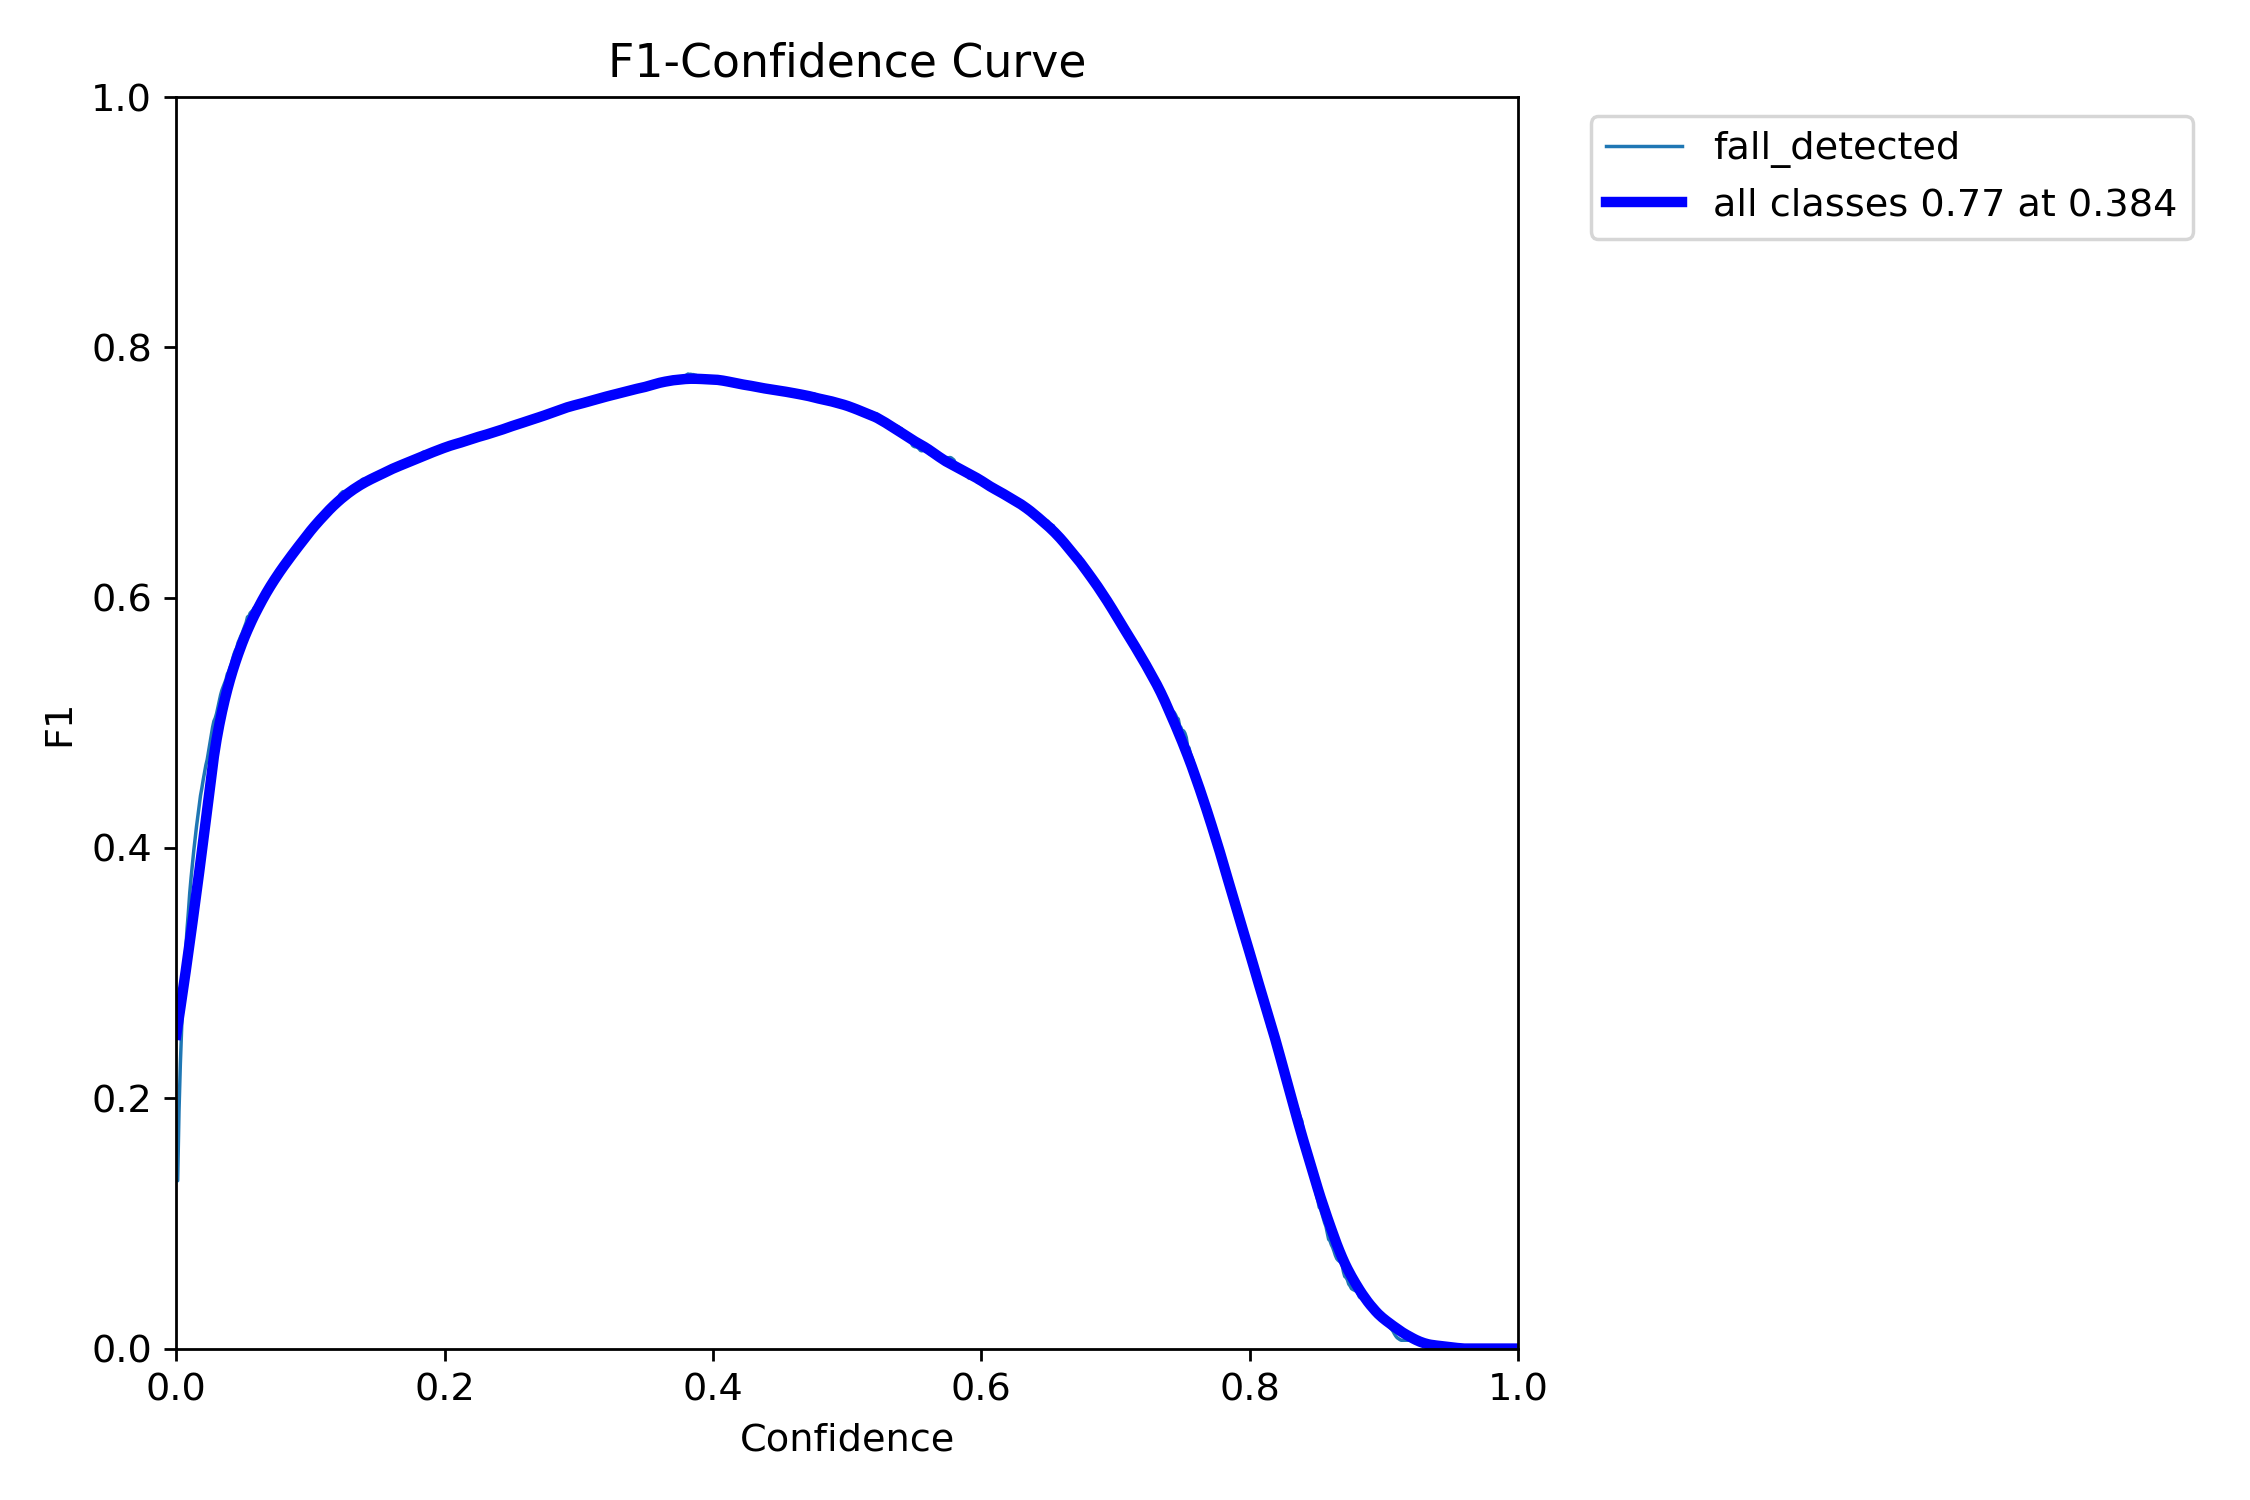 F1-Confidence Curve
1.0
0.8
0.6
0.4
0.2
0.0
F1
0.0 0.2 0.4 0.6 0.8 1.0
Confidence
fall_detected
all classes 0.77 at 0.384